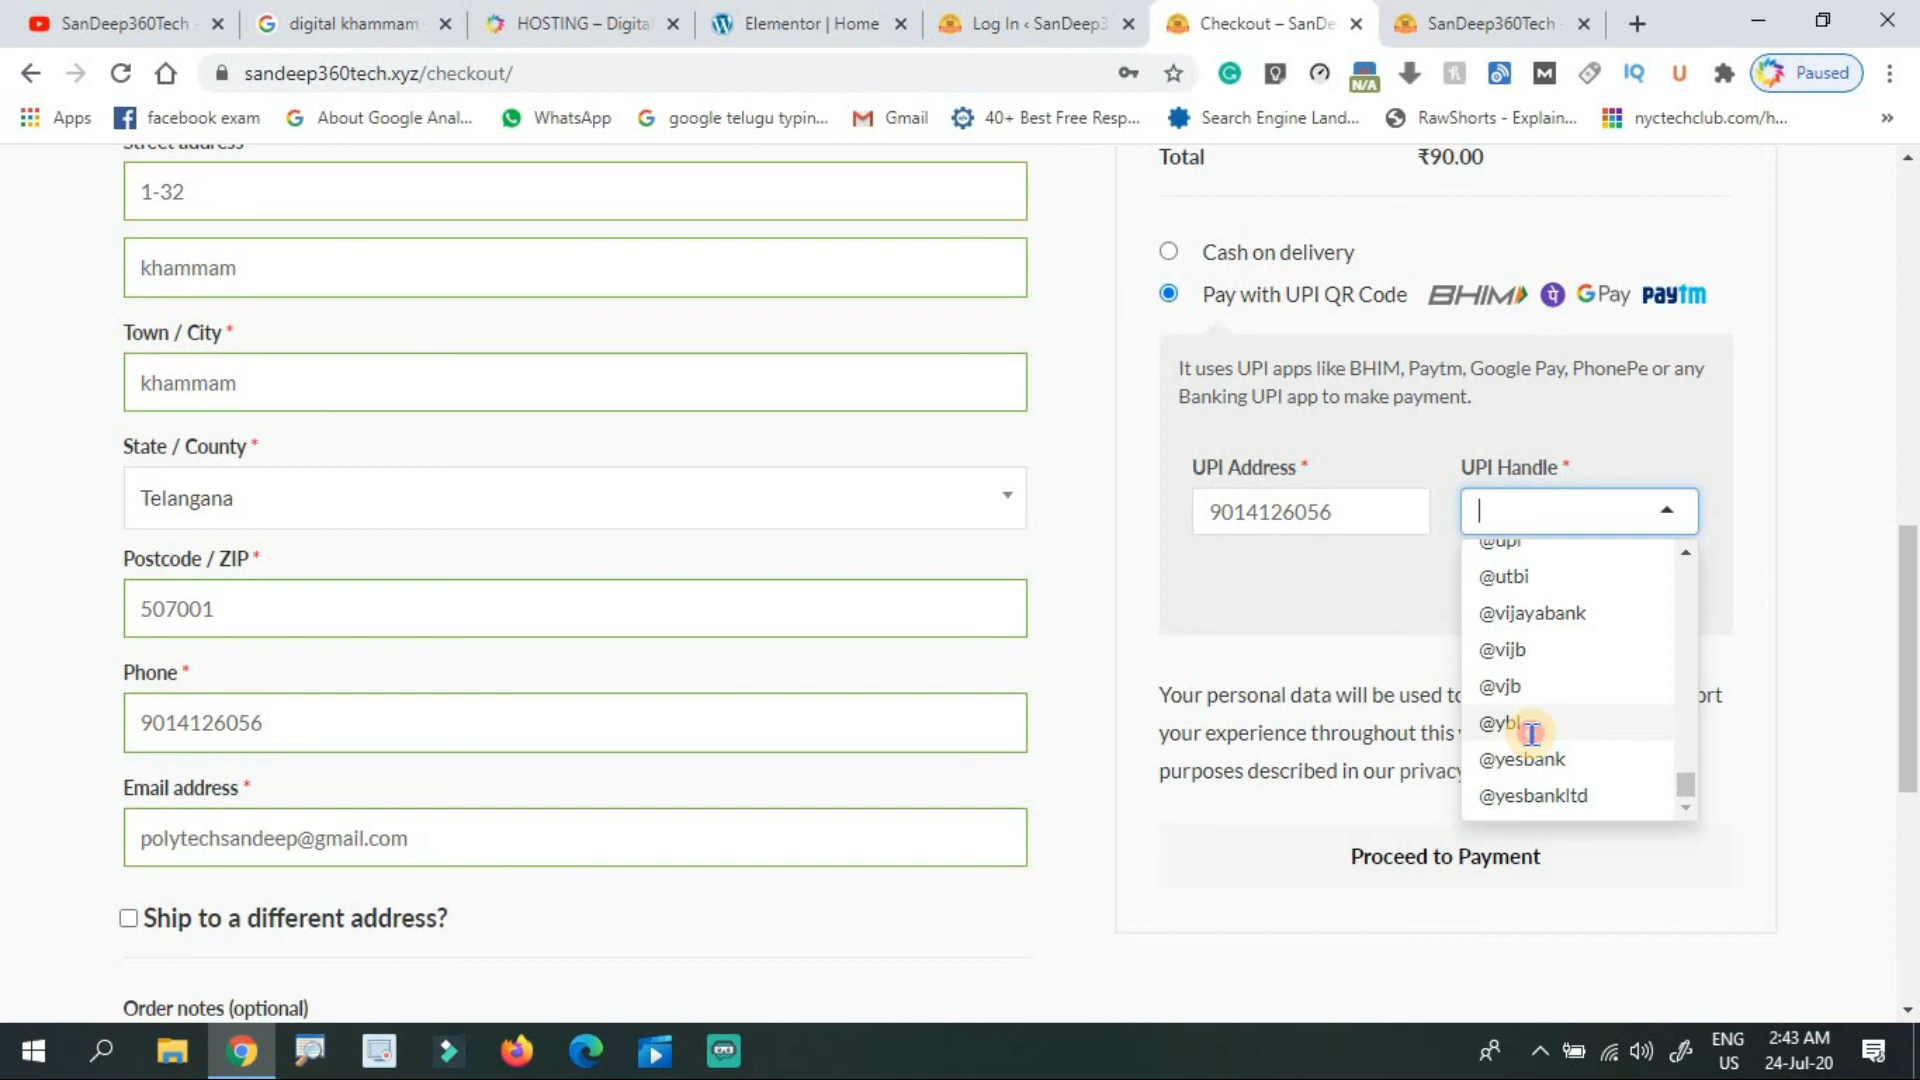 SanDeep360Tech -
digital khammam
HOSTING – Digita
Elementor | Home
Log In ‹ SanDeep3
Checkout – SanDe
SanDeep360Tech -
sandeep360tech.xyz/checkout/
N/A
M
IQ
U
Paused
Apps
facebook exam
About Google Anal...
WhatsApp
google telugu typin...
Gmail
40+ Best Free Resp...
Search Engine Land...
RawShorts - Explain...
nyctechclub.com/h...
»
Street address
1-32
khammam
Town / City *
khammam
State / County *
Telangana
Postcode / ZIP *
507001
Phone *
9014126056
Email address *
polytechsandeep@gmail.com
Ship to a different address?
Order notes (optional)
Total ₹90.00
Cash on delivery
Pay with UPI QR Code BHIM GPay paytm
It uses UPI apps like BHIM, Paytm, Google Pay, PhonePe or any
Banking UPI app to make payment.
UPI Address * UPI Handle *
9014126056
@upi
@utbi
@vijayabank
@vijb
@vjb
@ybl
@yesbank
@yesbankltd
Your personal data will be used to ort
your experience throughout this
purposes described in our privacy
Proceed to Payment
ENG
US
2:43 AM
24-Jul-20